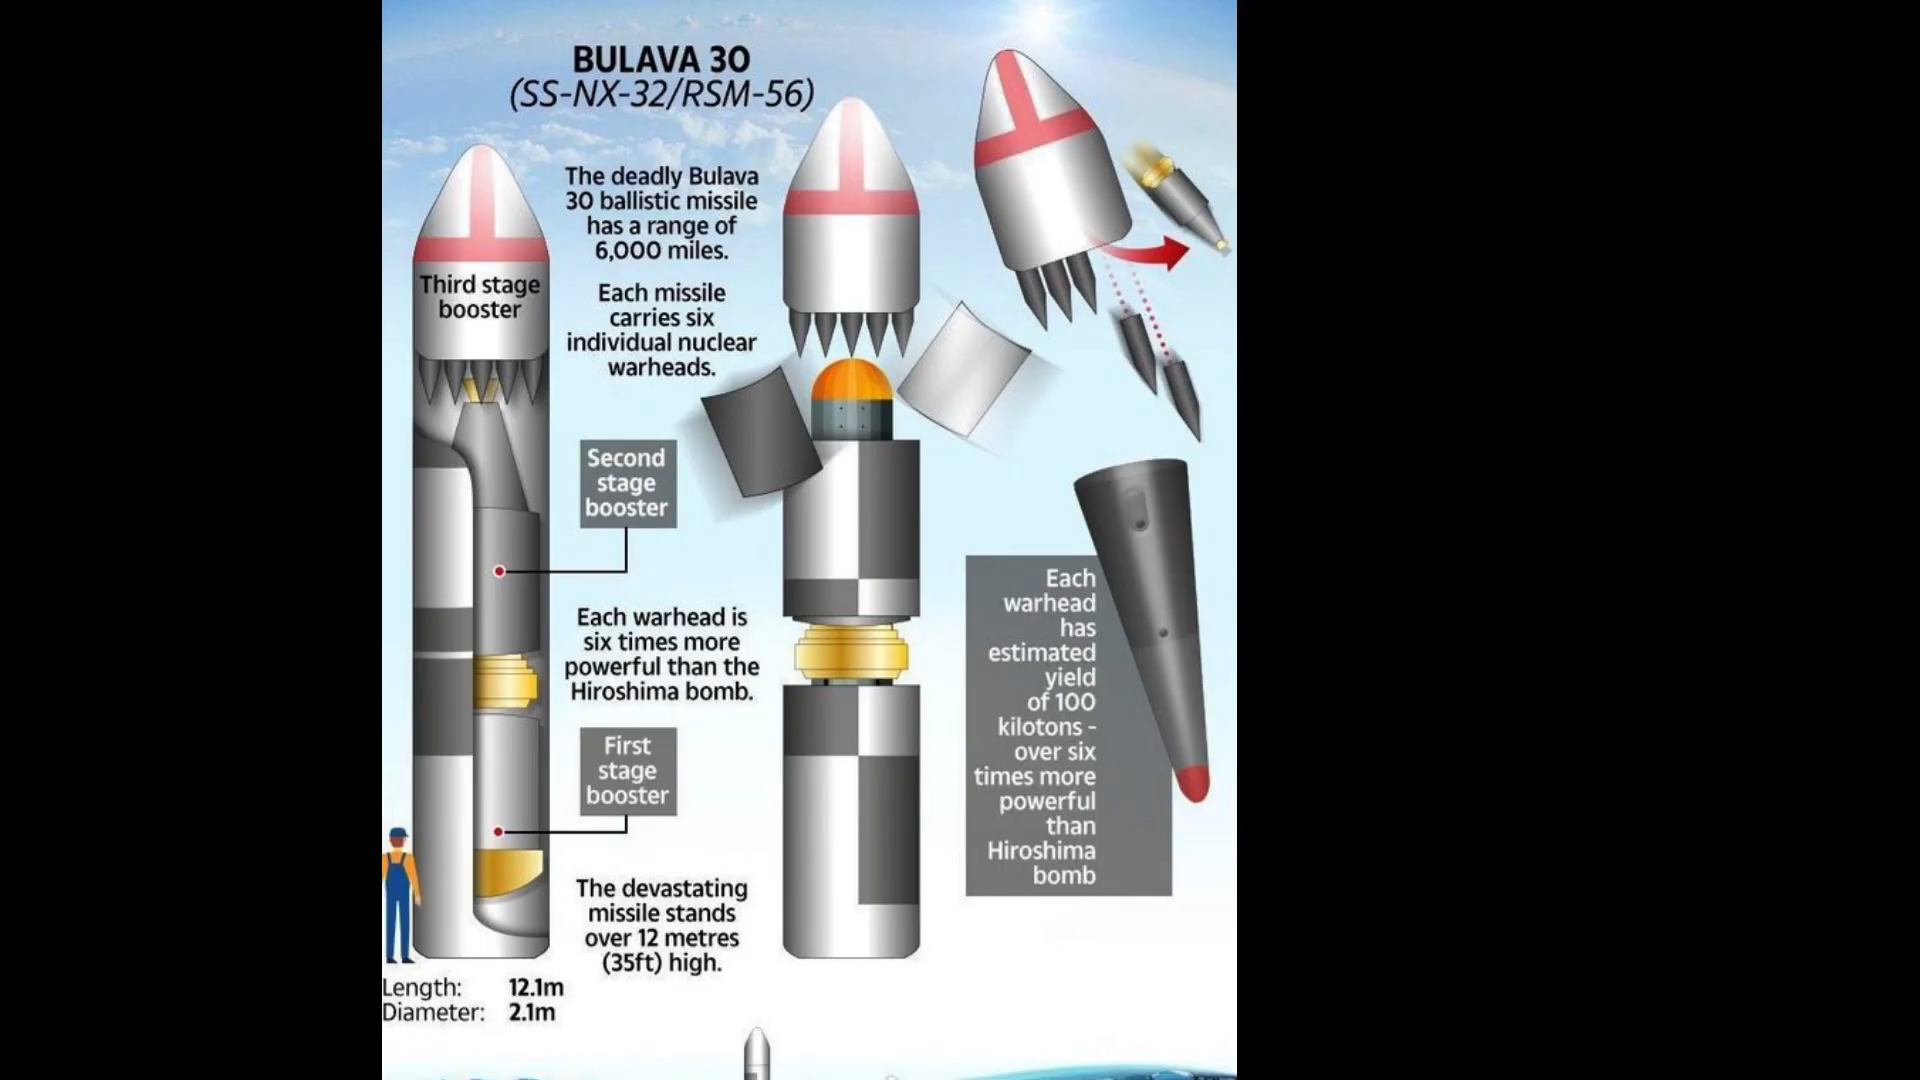 BULAVA 30
(SS-NX-32/RSM-56)
The deadly Bulava
30 ballistic missile
has a range of
6,000 miles.
Third stage
booster
Each missile
carries six
individual nuclear
warheads.
Second
stage
booster
Each warhead is
six times more
powerful than the
Hiroshima bomb.
First
stage
booster
The devastating
missile stands
over 12 metres
(35ft) high.
Length: 12.1m
Diameter: 2.1m
Each
warhead
has
estimated
yield
of 100
kilotons -
over six
times more
powerful
than
Hiroshima
bomb